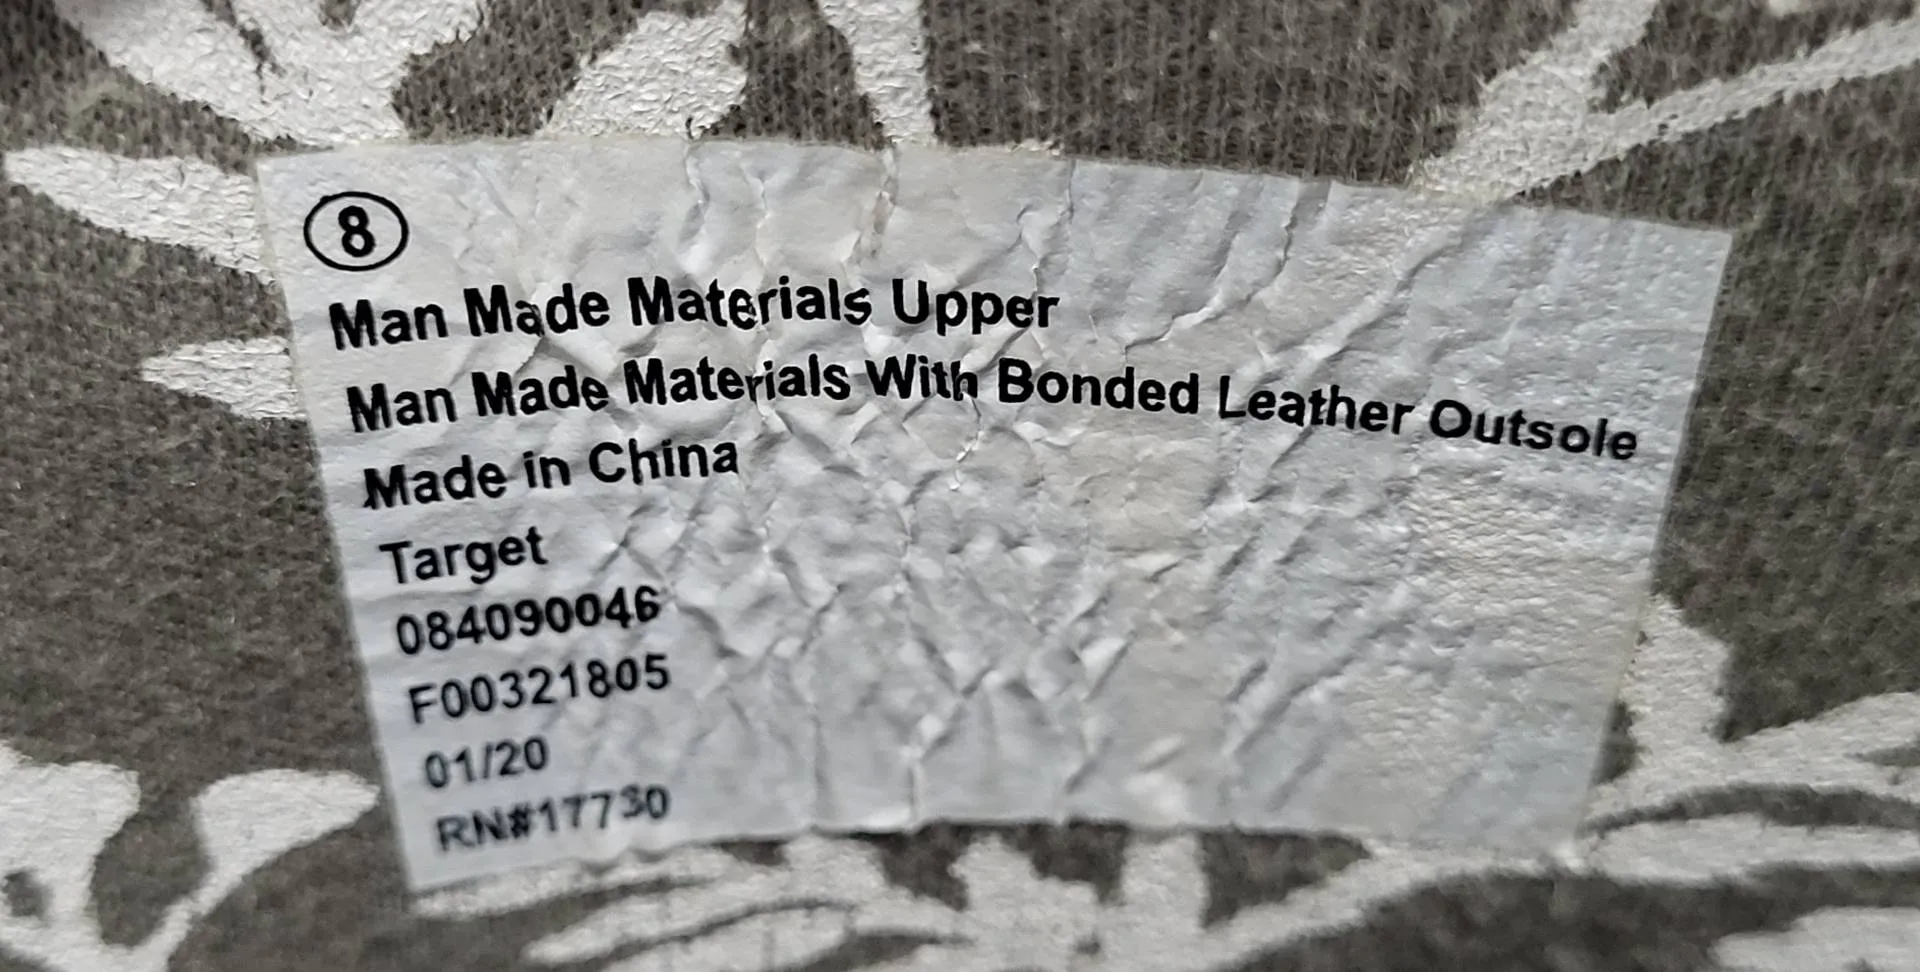 8
Man Made Materials Upper
Man Made Materials With Bonded Leather Outsole
Made in China
Target
084090046
F00321805
01/20
RN#17730